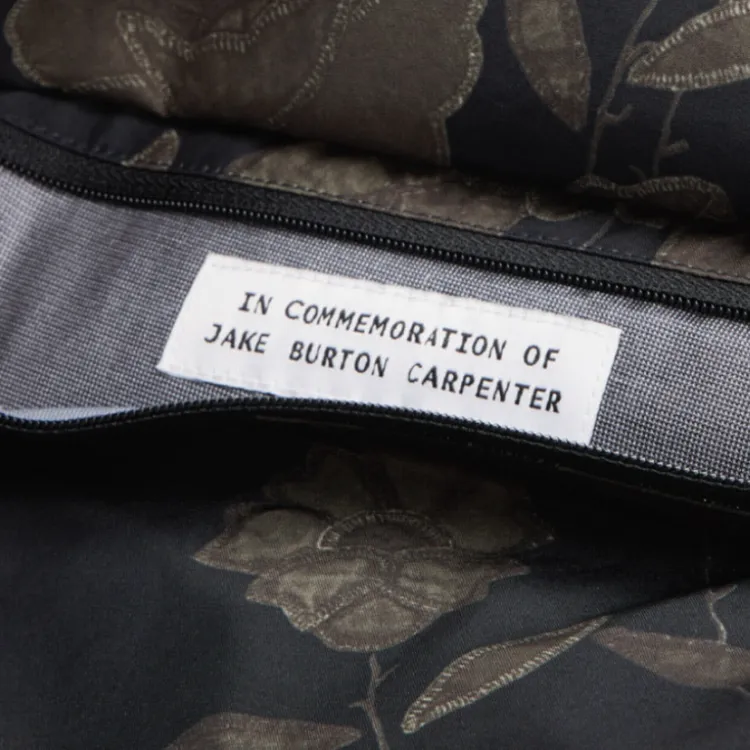 IN COMMEMORATION OF
JAKE BURTON CARPENTER